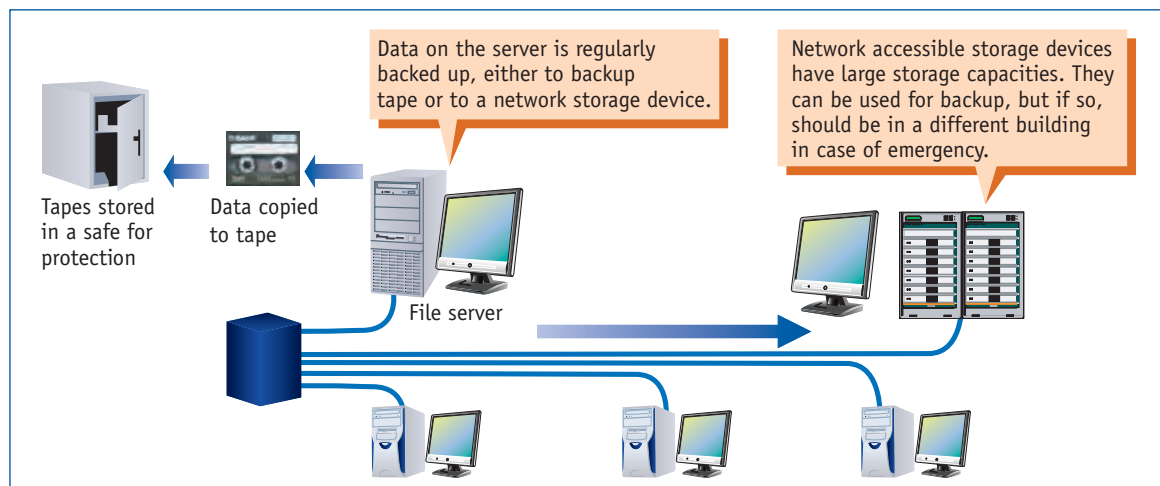 Data on the server is regularly
backed up, either to backup
tape or to a network storage device.
Network accessible storage devices
have large storage capacities. They
can be used for backup, but if so,
should be in a different building
in case of emergency.
Tapes stored
in a safe for
protection
Data copied
to tape
File server